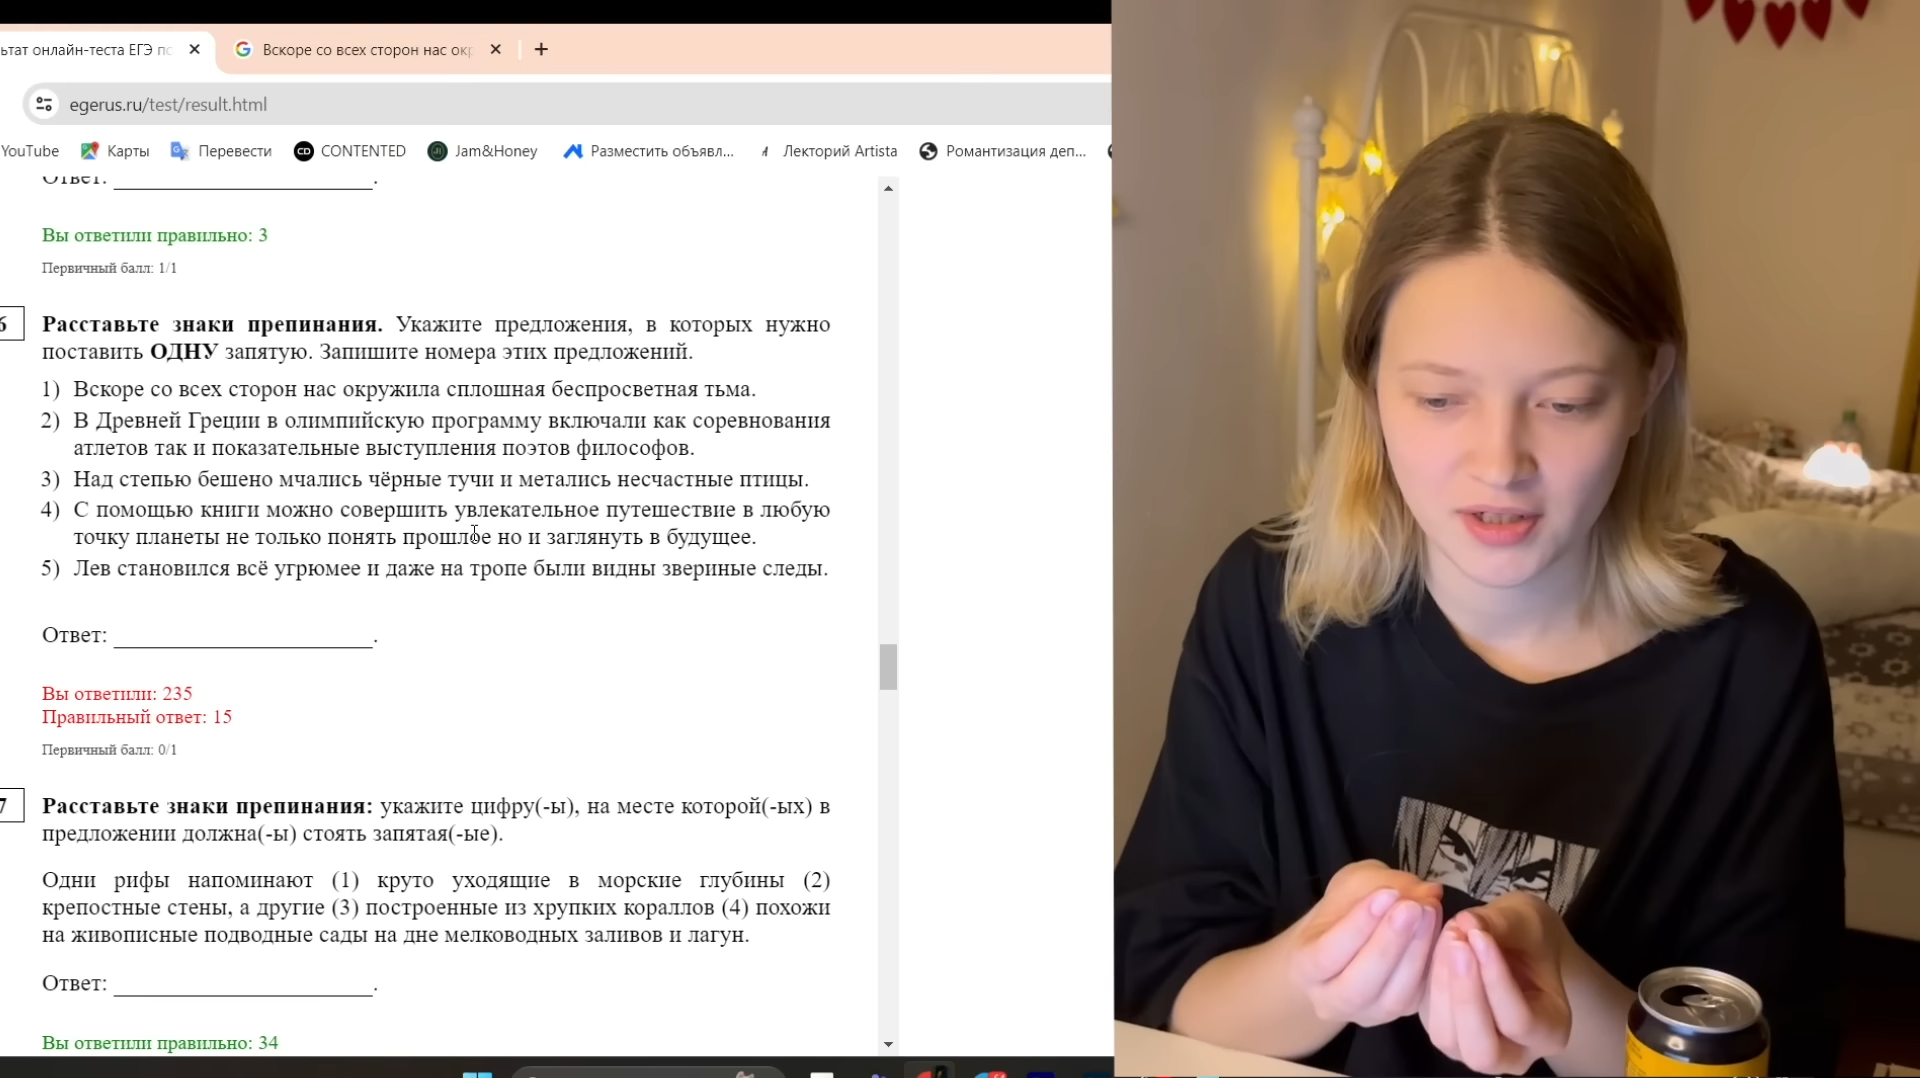 ьтат онлайн-теста ЕГЭ по
Вскоре со всех сторон нас окр
egerus.ru/test/result.html
YouTube
Карты
Перевести
CONTENTED
Jam&Honey
Разместить объявл...
Лекторий Artista
Романтизация деп...
Ответ: .
Вы ответили правильно: 3
Первичный балл: 1/1
6
Расставьте знаки препинания. Укажите предложения, в которых нужно
поставить ОДНУ запятую. Запишите номера этих предложений.
1) Вскоре со всех сторон нас окружила сплошная беспросветная тьма.
2) В Древней Греции в олимпийскую программу включали как соревнования
атлетов так и показательные выступления поэтов философов.
3) Над степью бешено мчались чёрные тучи и метались несчастные птицы.
4) С помощью книги можно совершить увлекательное путешествие в любую
точку планеты не только понять прошлое но и заглянуть в будущее.
5) Лев становился всё угрюмее и даже на тропе были видны звериные следы.
Ответ: .
Вы ответили: 235
Правильный ответ: 15
Первичный балл: 0/1
7
Расставьте знаки препинания: укажите цифру(-ы), на месте которой(-ых) в
предложении должна(-ы) стоять запятая(-ые).
Одни рифы напоминают (1) круто уходящие в морские глубины (2)
крепостные стены, а другие (3) построенные из хрупких кораллов (4) похожи
на живописные подводные сады на дне мелководных заливов и лагун.
Ответ: .
Вы ответили правильно: 34